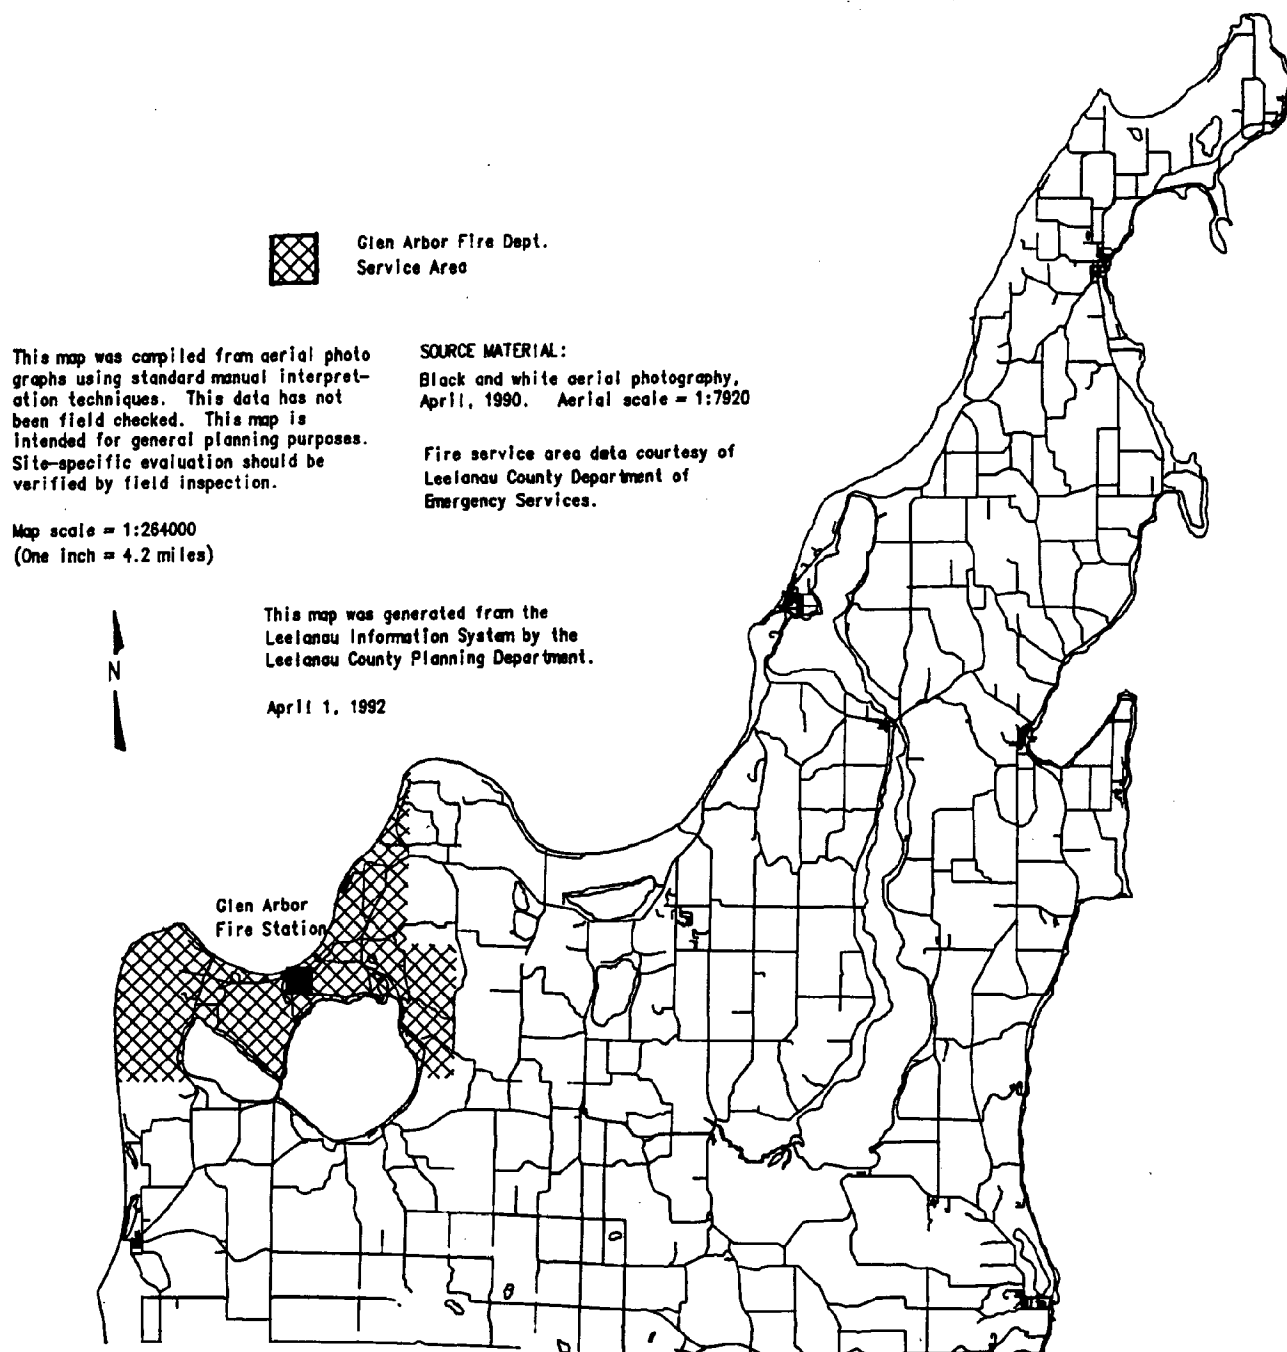 Glen Arbor Fire Dept.
Service Area
This map was compiled from aerial photo
graphs using standard manual interpret-
ation techniques. This data has not
been field checked. This map is
intended for general planning purposes.
Site-specific evaluation should be
verified by field inspection.
Map scale = 1:264000
(One inch = 4.2 miles)
SOURCE MATERIAL:
Black and white aerial photography,
April, 1990. Aerial scale = 1:7920
Fire service area data courtesy of
Leelanau County Department of
Emergency Services.
This map was generated from the
Leelanau Information System by the
Leelanau County Planning Department.
April 1, 1992
N
Glen Arbor
Fire Station